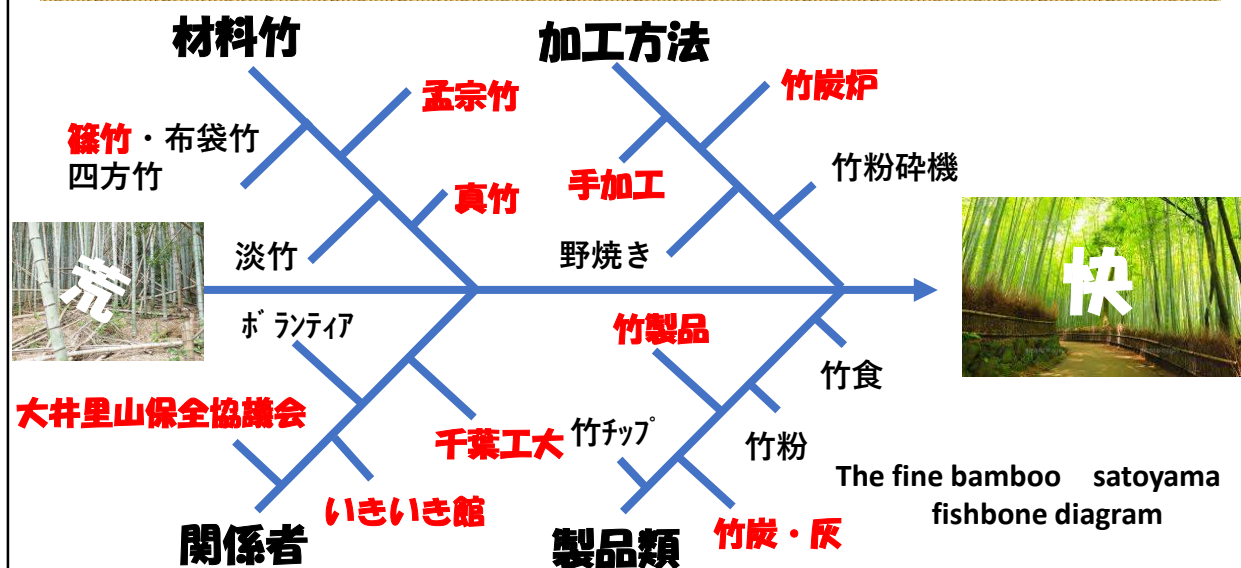 材料竹
加工方法
孟宗竹
竹炭炉
篠竹・布袋竹
四方竹
竹粉砕機
手加工
真竹
淡竹
野焼き
荒
快
ボランティア
竹製品
竹食
大井里山保全協議会
千葉工大
竹チップ
竹粉
The fine bamboo satoyama
fishbone diagram
いきいき館
竹炭・灰
関係者
製品類